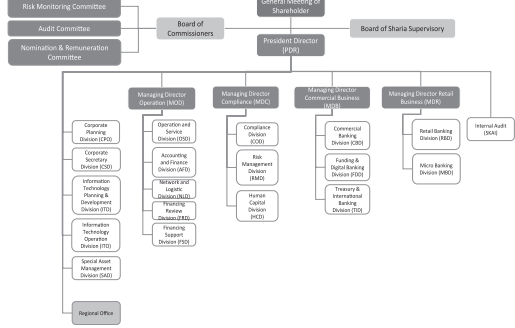 Risk Monitoring Committee
General Meeting of
Shareholder
Audit Committee
Board of
Commissioners
Board of Sharia Supervisory
Nomination & Remuneration
Committee
President Director
(PDR)
Managing Director
Operation (MOD)
Managing Director
Compliance (MDC)
Managing Director
Commercial Business
(MDB)
Managing Director Retail
Business (MDR)
Corporate
Planning
Division (CPD)
Corporate
Secretary
Division (CSD)
Information
Technology
Planning &
Development
Division (ITD)
Information
Technology
Operation
Division (ITO)
Special Asset
Management
Division (SAD)
Regional Office
Operation and
Service
Division (OSD)
Accounting
and Finance
Division (AFD)
Network and
Logistic
Division (NLD)
Financing
Review
Division (FRD)
Financing
Support
Division (FSD)
Compliance
Division
(COD)
Risk
Management
Division
(RMD)
Human
Capital
Division
(HCD)
Commercial
Banking
Division (CBD)
Funding &
Digital Banking
Division (FDD)
Treasury &
International
Banking
Division (TID)
Retail Banking
Division (RBD)
Micro Banking
Division (MBD)
Internal Audit
(SKAI)